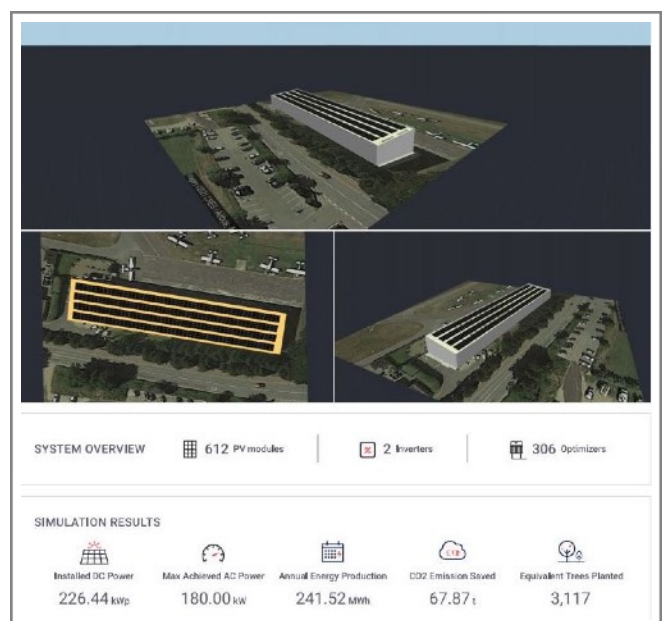 SYSTEM OVERVIEW 612 PV modules 2 Inverters 306 Optimizers
SIMULATION RESULTS
Installed DC Power Max Achieved AC Power Annual Energy Production CO2 Emission Saved Equivalent Trees Planted
226.44 kWp 180.00 kW 241.52 MWh 67.87 t 3,117